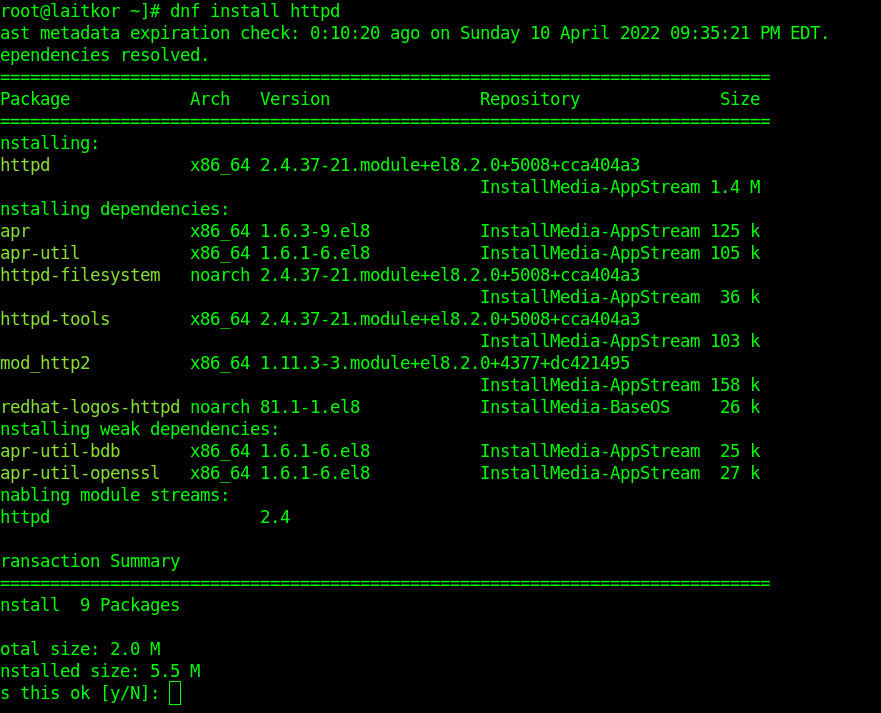 root@laitkor ~]# dnf install httpd
ast metadata expiration check: 0:10:20 ago on Sunday 10 April 2022 09:35:21 PM EDT.
ependencies resolved.
=============================================================================
Package            Arch   Version               Repository              Size
=============================================================================
nstalling:
httpd              x86_64 2.4.37-21.module+el8.2.0+5008+cca404a3
                                                InstallMedia-AppStream 1.4 M
nstalling dependencies:
apr                x86_64 1.6.3-9.el8           InstallMedia-AppStream 125 k
apr-util           x86_64 1.6.1-6.el8           InstallMedia-AppStream 105 k
httpd-filesystem   noarch 2.4.37-21.module+el8.2.0+5008+cca404a3
                                                InstallMedia-AppStream  36 k
httpd-tools        x86_64 2.4.37-21.module+el8.2.0+5008+cca404a3
                                                InstallMedia-AppStream 103 k
mod_http2          x86_64 1.11.3-3.module+el8.2.0+4377+dc421495
                                                InstallMedia-AppStream 158 k
redhat-logos-httpd noarch 81.1-1.el8            InstallMedia-BaseOS     26 k
nstalling weak dependencies:
apr-util-bdb       x86_64 1.6.1-6.el8           InstallMedia-AppStream  25 k
apr-util-openssl   x86_64 1.6.1-6.el8           InstallMedia-AppStream  27 k
nabling module streams:
httpd                     2.4

ransaction Summary
=============================================================================
nstall  9 Packages

otal size: 2.0 M
nstalled size: 5.5 M
s this ok [y/N]: